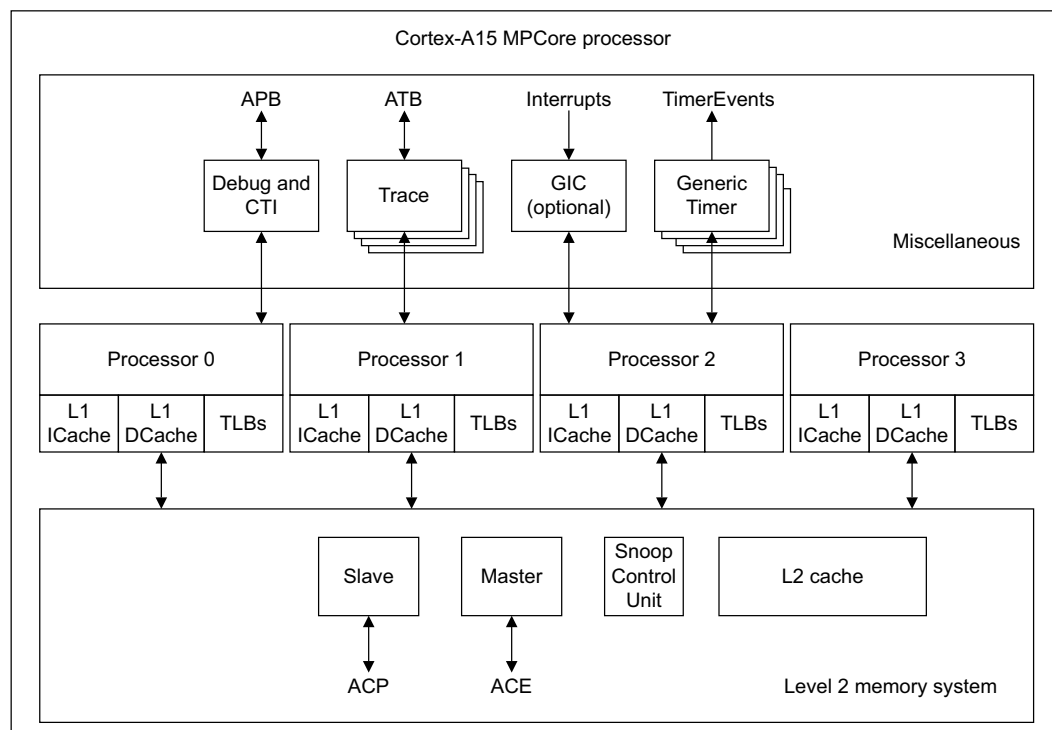 Cortex-A15 MPCore processor
APB
ATB
Interrupts
TimerEvents
Debug and
CTI
Trace
GIC
(optional)
Generic
Timer
Miscellaneous
Processor 0
Processor 1
Processor 2
Processor 3
L1
ICache
L1
DCache
TLBs
L1
ICache
L1
DCache
TLBs
L1
ICache
L1
DCache
TLBs
L1
ICache
L1
DCache
TLBs
Slave
Master
Snoop
Control
Unit
L2 cache
ACP
ACE
Level 2 memory system